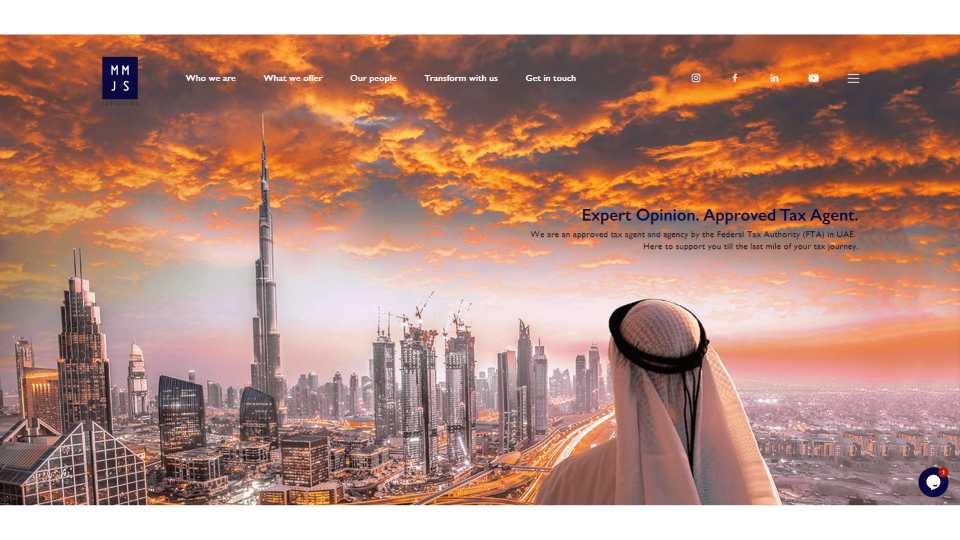 MM
JS
Who we are
What we offer
Our people
Transform with us
Get in touch
Expert Opinion. Approved Tax Agent.
We are an approved tax agent and agency by the Federal Tax Authority (FTA) in UAE.
Here to support you till the last mile of your tax journey.
1